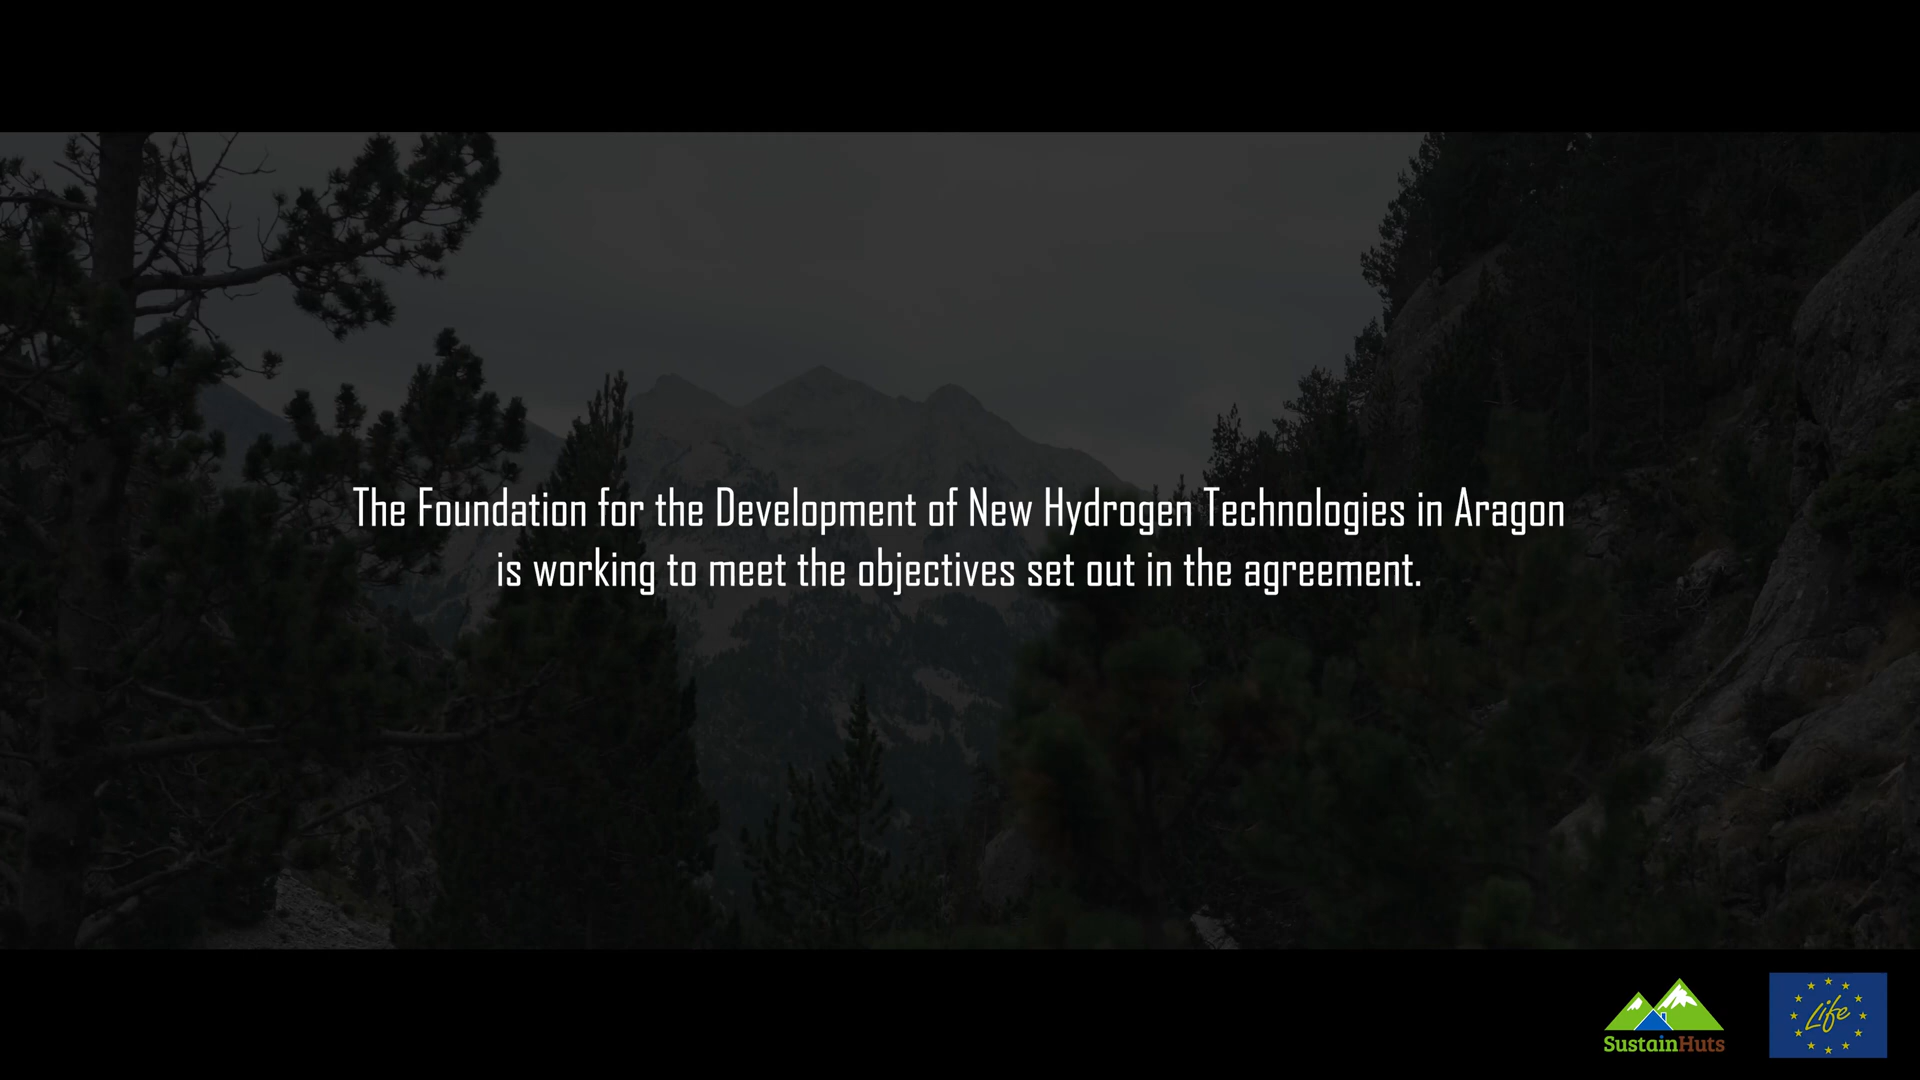 The Foundation for the Development of New Hydrogen Technologies in Aragon
is working to meet the objectives set out in the agreement.
SustainHuts
Life